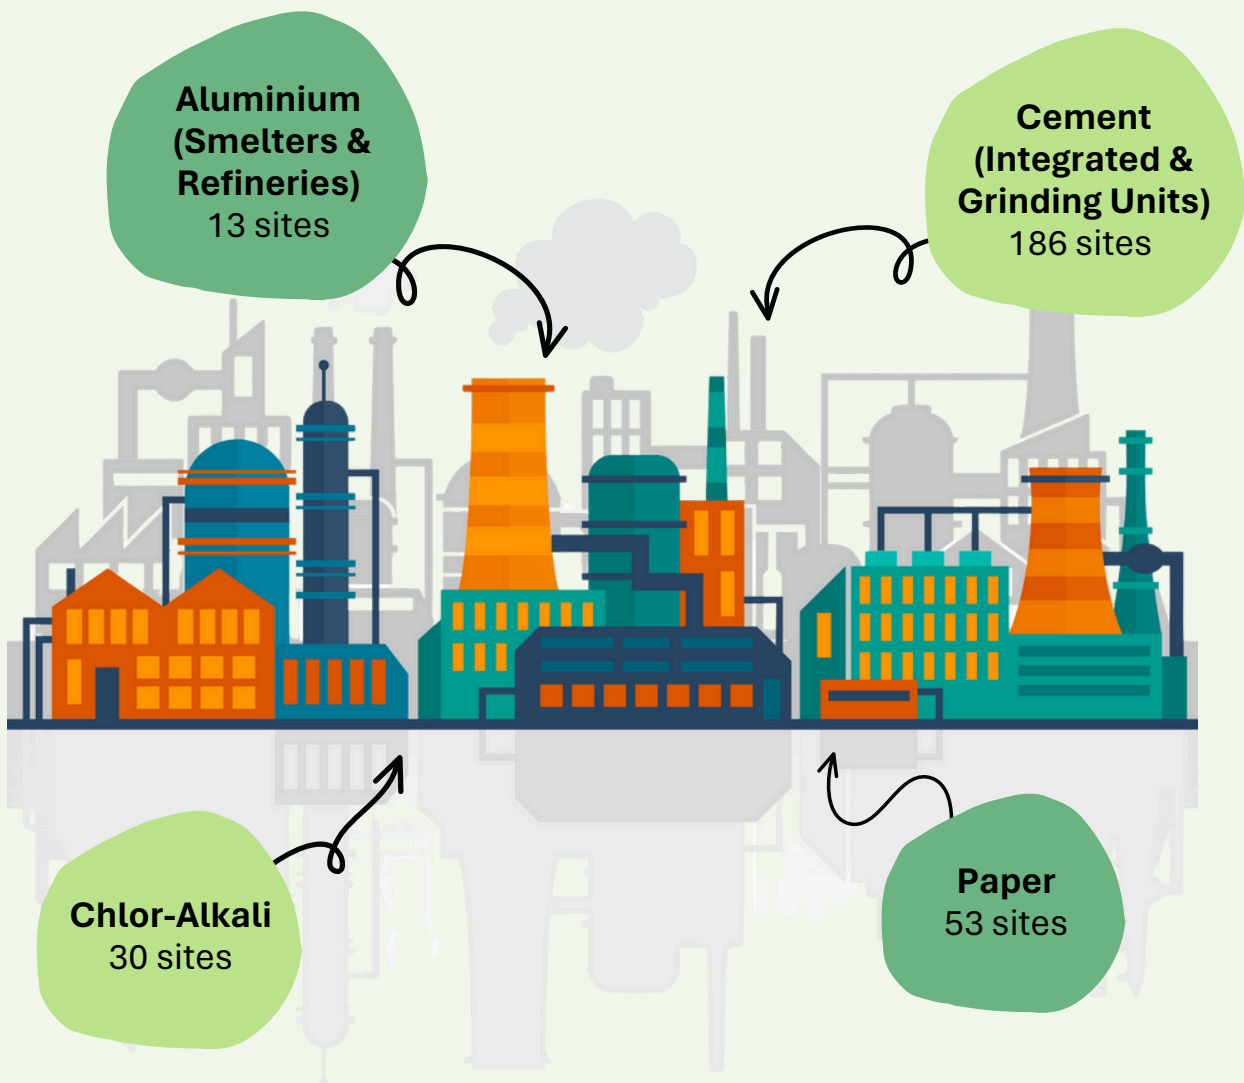 Aluminium
(Smelters &
Refineries)
13 sites
Cement
(Integrated &
Grinding Units)
186 sites
Chlor-Alkali
30 sites
Paper
53 sites